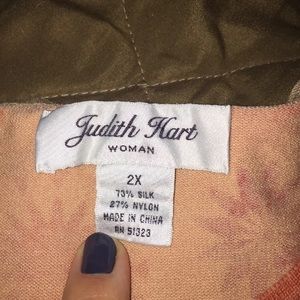 Judith Hart
WOMAN
2X
73% SILK
27% NYLON
MADE IN CHINA
RN 51323